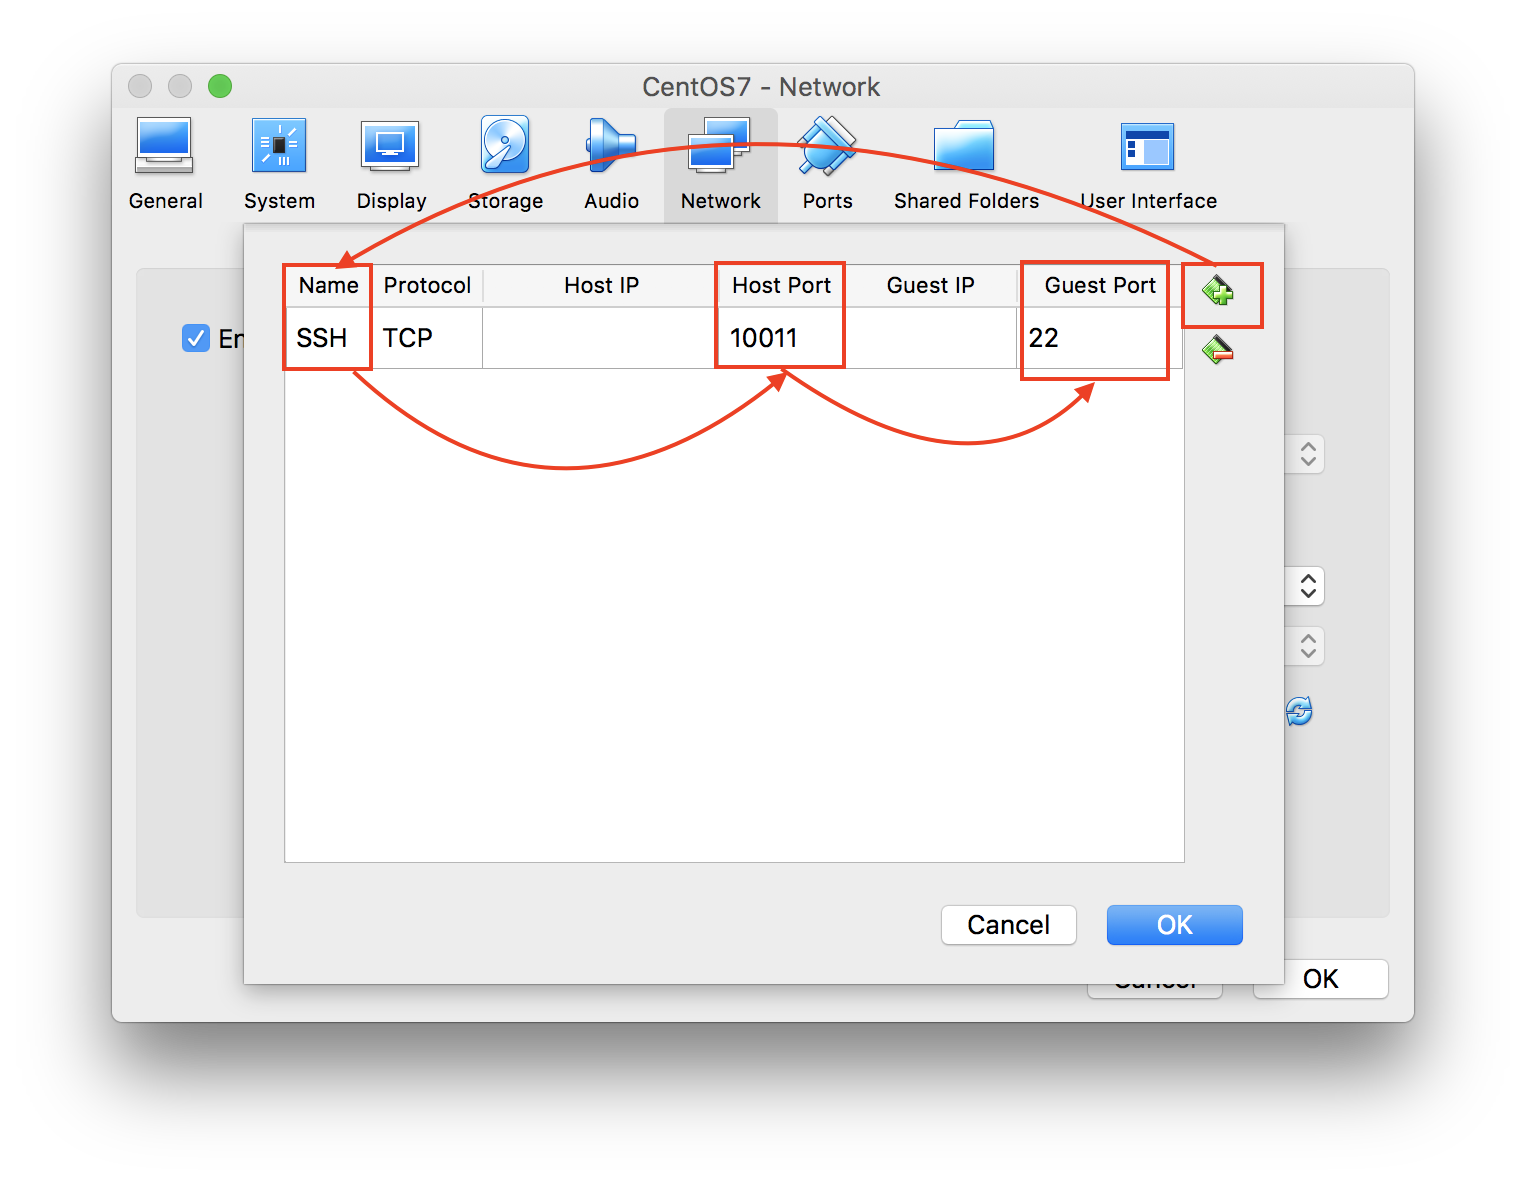 CentOS7 - Network
General System Display Storage Audio Network Ports Shared Folders User Interface
Name Protocol Host IP Host Port Guest IP Guest Port
En
SSH TCP 10011 22
Cancel OK
Cancel OK